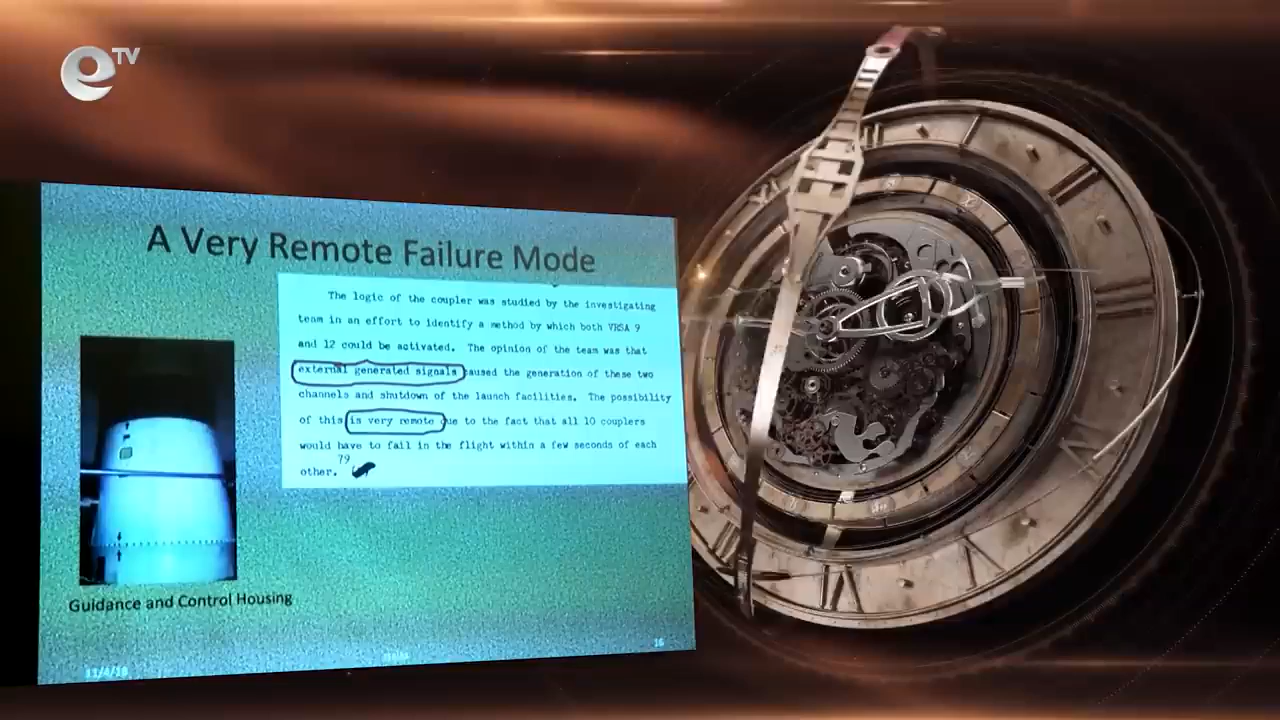 eTV
A Very Remote Failure Mode
The logic of the coupler was studied by the investigating
team in an effort to identify a method by which both VRSA 9
and 12 could be activated. The opinion of the team was that
external generated signals caused the generation of these two
channels and shutdown of the launch facilities. The possibility
of this is very remote due to the fact that all 10 couplers
would have to fail in the flight within a few seconds of each
other. 79
Guidance and Control Housing
16